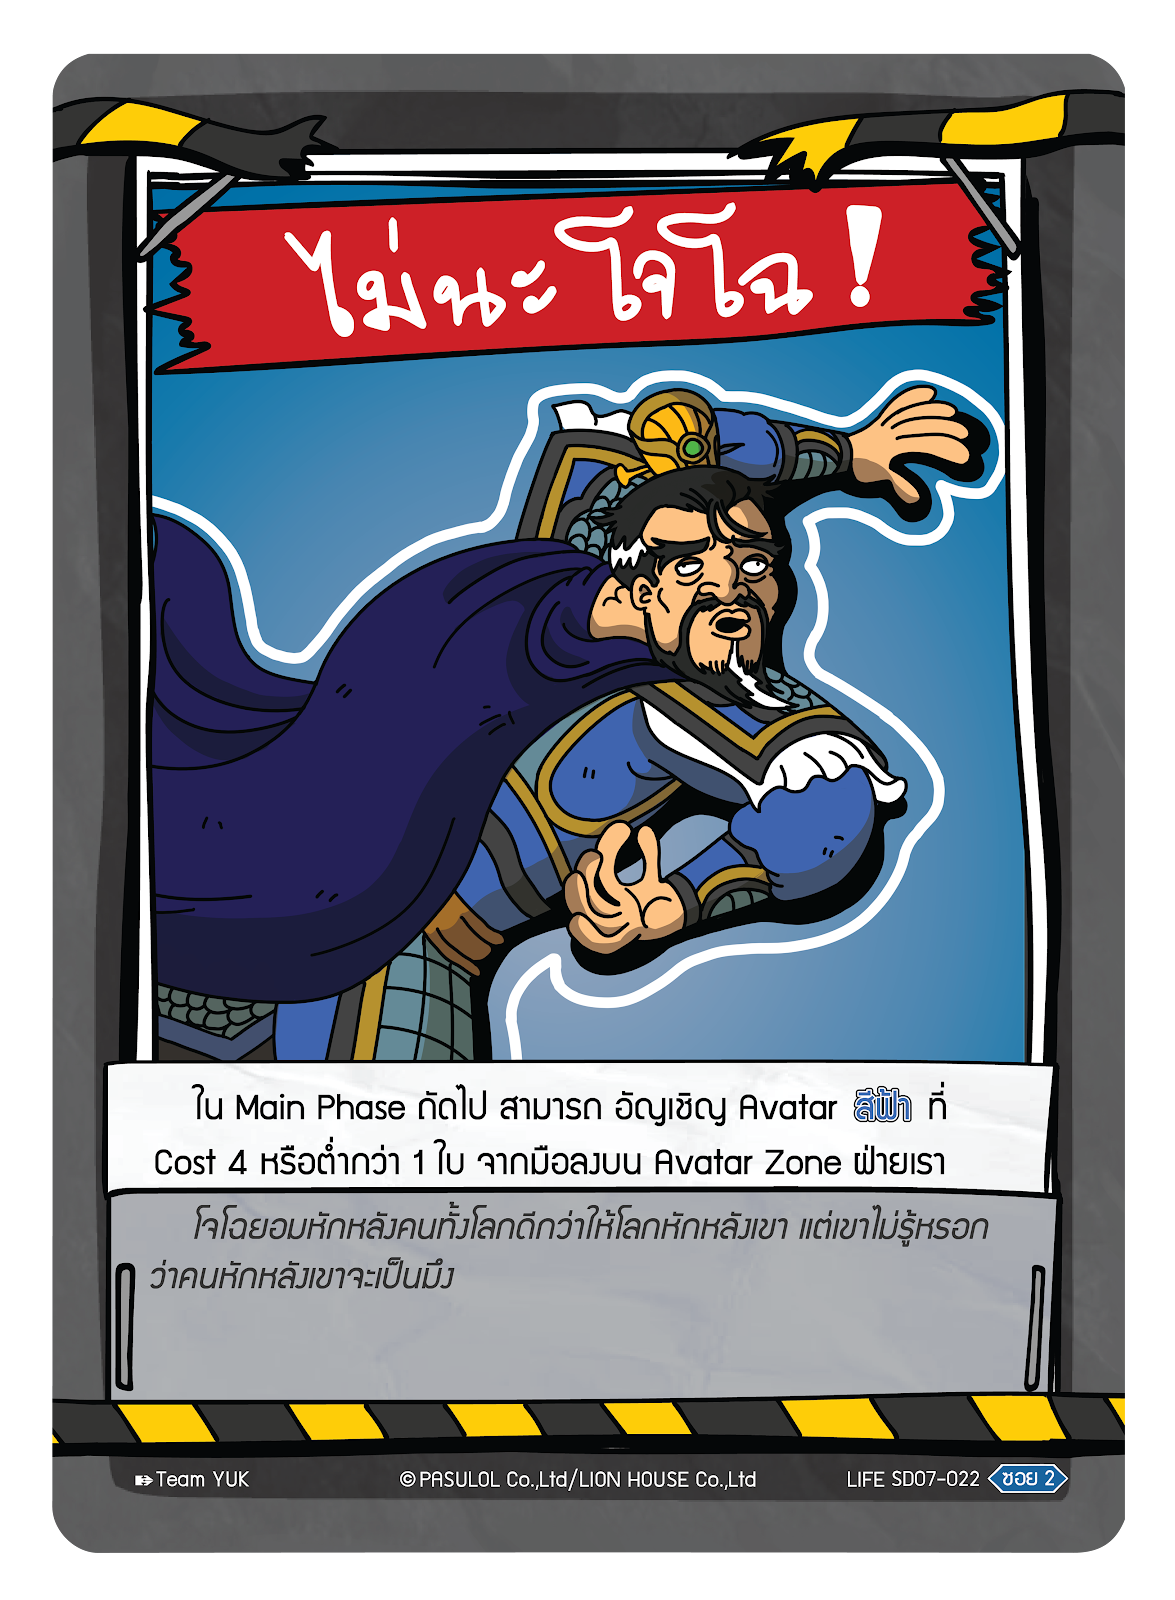 ไม่นะ โจโฉ !
ใน Main Phase ถัดไป สามารถ อัญเชิญ Avatar สีฟ้า ที่
Cost 4 หรือต่ำกว่า 1 ใบ จากมือลงบน Avatar Zone ฝ่ายเรา
โจโฉยอมหักหลังคนทั้งโลกดีกว่าให้โลกหักหลังเขา แต่เขาไม่รู้หรอก
ว่าคนหักหลังเขาจะเป็นมึง
Team YUK
© PASULOL Co.,Ltd/LION HOUSE Co.,Ltd
LIFE SD07-022 ซอย 2